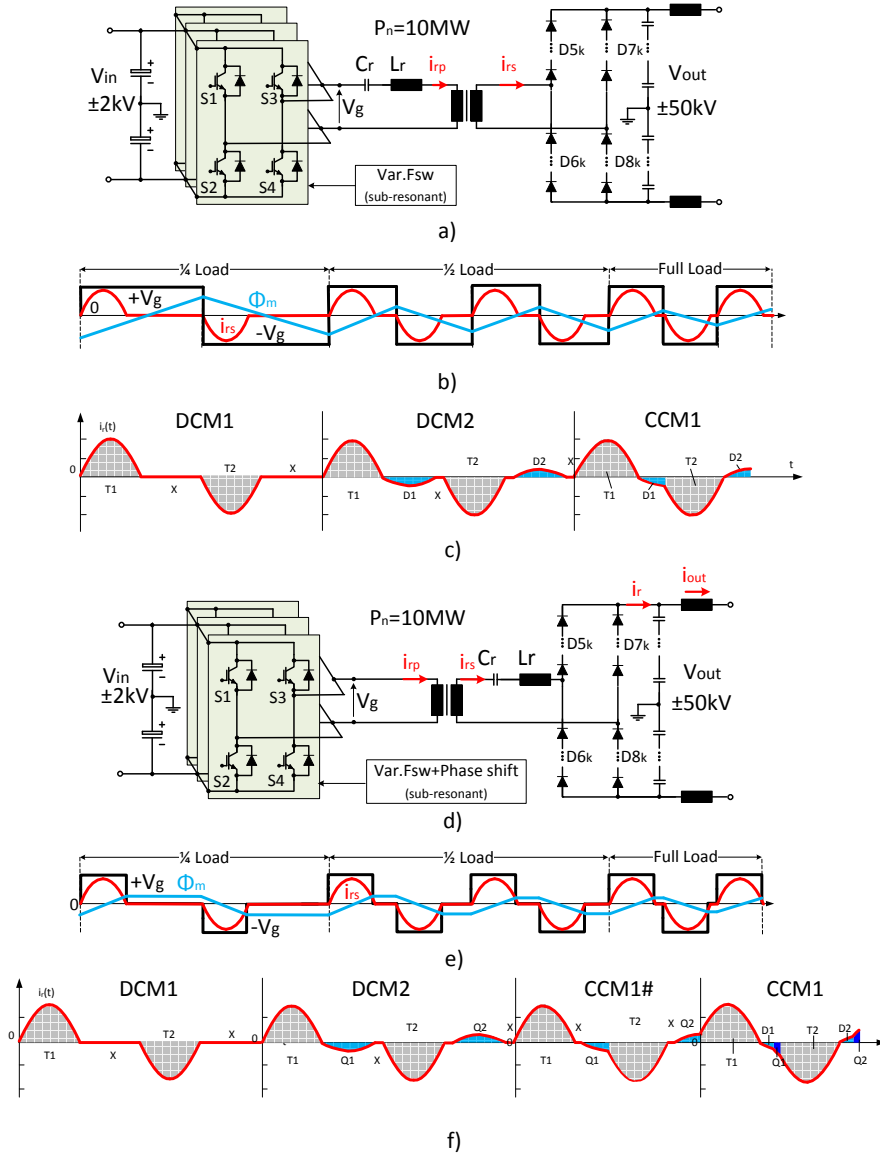 Pn=10MW
Cr Lr irp irs
D5k D7k
Vin
±2kV
S1 S3
Vg
Vout
±50kV
D6k D8k
S2 S4
Var.Fsw
(sub-resonant)
a)
¼ Load ½ Load Full Load
0 +Vg Φm
irs -Vg
b)
DCM1 DCM2 CCM1
ir(t)
T2 X T2 D2 X T2 D2
0 t
T1 X T1 D1 X T1 D1
c)
ir iout
Pn=10MW
irp irs Cr Lr
D5k D7k
Vin
±2kV
S1 S3
Vg
Vout
±50kV
D6k D8k
S2 S4
Var.Fsw+Phase shift
(sub-resonant)
d)
¼ Load ½ Load Full Load
+Vg Φm irs
0
-Vg
e)
DCM1 DCM2 CCM1# CCM1
ir(t)
T2 X T2 Q2 X T2 X Q2 D1 T2 D2
0 0 0
T1 X T1 Q1 X T1 Q1 T1 Q1 Q2
f)